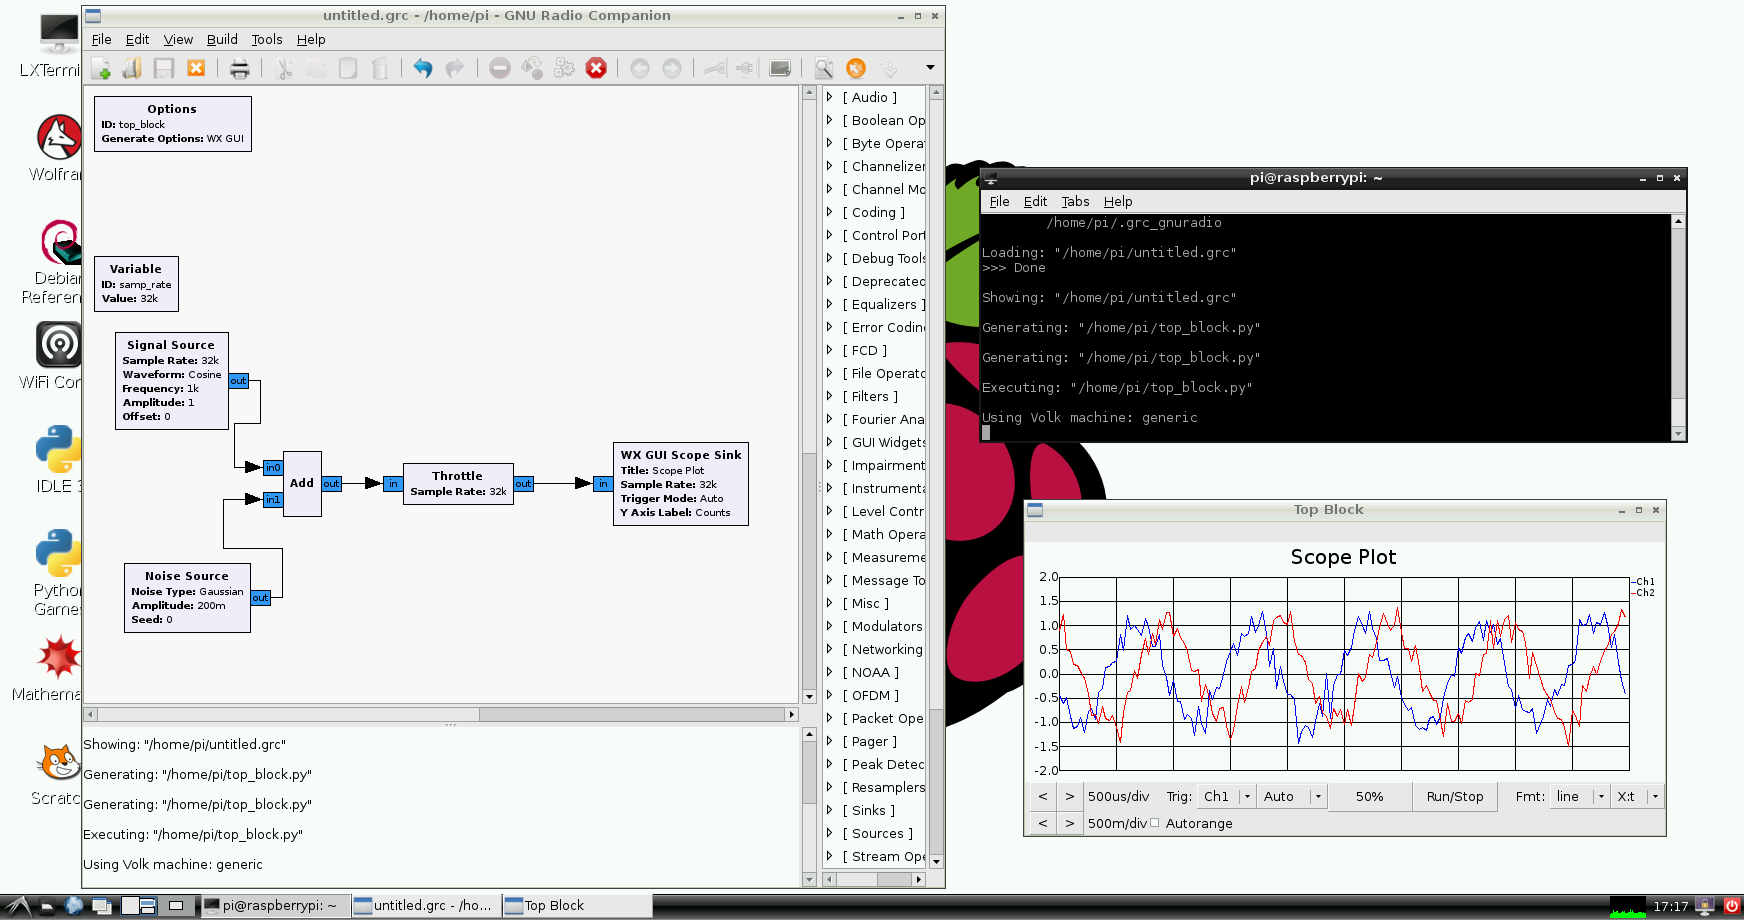 untitled.grc - /home/pi - GNU Radio Companion
File Edit View Build Tools Help
Options
ID: top_block
Generate Options: WX GUI
Variable
ID: samp_rate
Value: 32k
Signal Source
Sample Rate: 32k
Waveform: Cosine
Frequency: 1k
Amplitude: 1
Offset: 0
out
in0
in1
Add
out
in
Throttle
Sample Rate: 32k
out
in
WX GUI Scope Sink
Title: Scope Plot
Sample Rate: 32k
Trigger Mode: Auto
Y Axis Label: Counts
Noise Source
Noise Type: Gaussian
Amplitude: 200m
Seed: 0
out
[ Audio ]
[ Boolean Op
[ Byte Opera
[ Channelizer
[ Channel Mo
[ Coding ]
[ Control Port
[ Debug Tools
[ Deprecated
[ Equalizers ]
[ Error Codin
[ FCD ]
[ File Operato
[ Filters ]
[ Fourier Ana
[ GUI Widgets
[ Impairment
[ Instrumenta
[ Level Contr
[ Math Opera
[ Measureme
[ Message To
[ Misc ]
[ Modulators
[ Networking
[ NOAA ]
[ OFDM ]
[ Packet Ope
[ Pager ]
[ Peak Detec
[ Resamplers
[ Sinks ]
[ Sources ]
[ Stream Ope
Showing: "/home/pi/untitled.grc"
Generating: "/home/pi/top_block.py"
Generating: "/home/pi/top_block.py"
Executing: "/home/pi/top_block.py"
Using Volk machine: generic
LXTermi
Wolfra
Debia
Referen
WiFi Con
IDLE 3
Pytho
Game
Mathema
Scratc
pi@raspberrypi: ~
File Edit Tabs Help
/home/pi/.grc_gnuradio
Loading: "/home/pi/untitled.grc"
>>> Done
Showing: "/home/pi/untitled.grc"
Generating: "/home/pi/top_block.py"
Generating: "/home/pi/top_block.py"
Executing: "/home/pi/top_block.py"
Using Volk machine: generic
Top Block
Scope Plot
2.0
1.5
1.0
0.5
0.0
-0.5
-1.0
-1.5
-2.0
Ch1
Ch2
< > 500us/div Trig: Ch1 Auto 50% Run/Stop Fmt: line X:t
< > 500m/div Autorange
pi@raspberrypi: ~ untitled.grc - /ho... Top Block 17:17